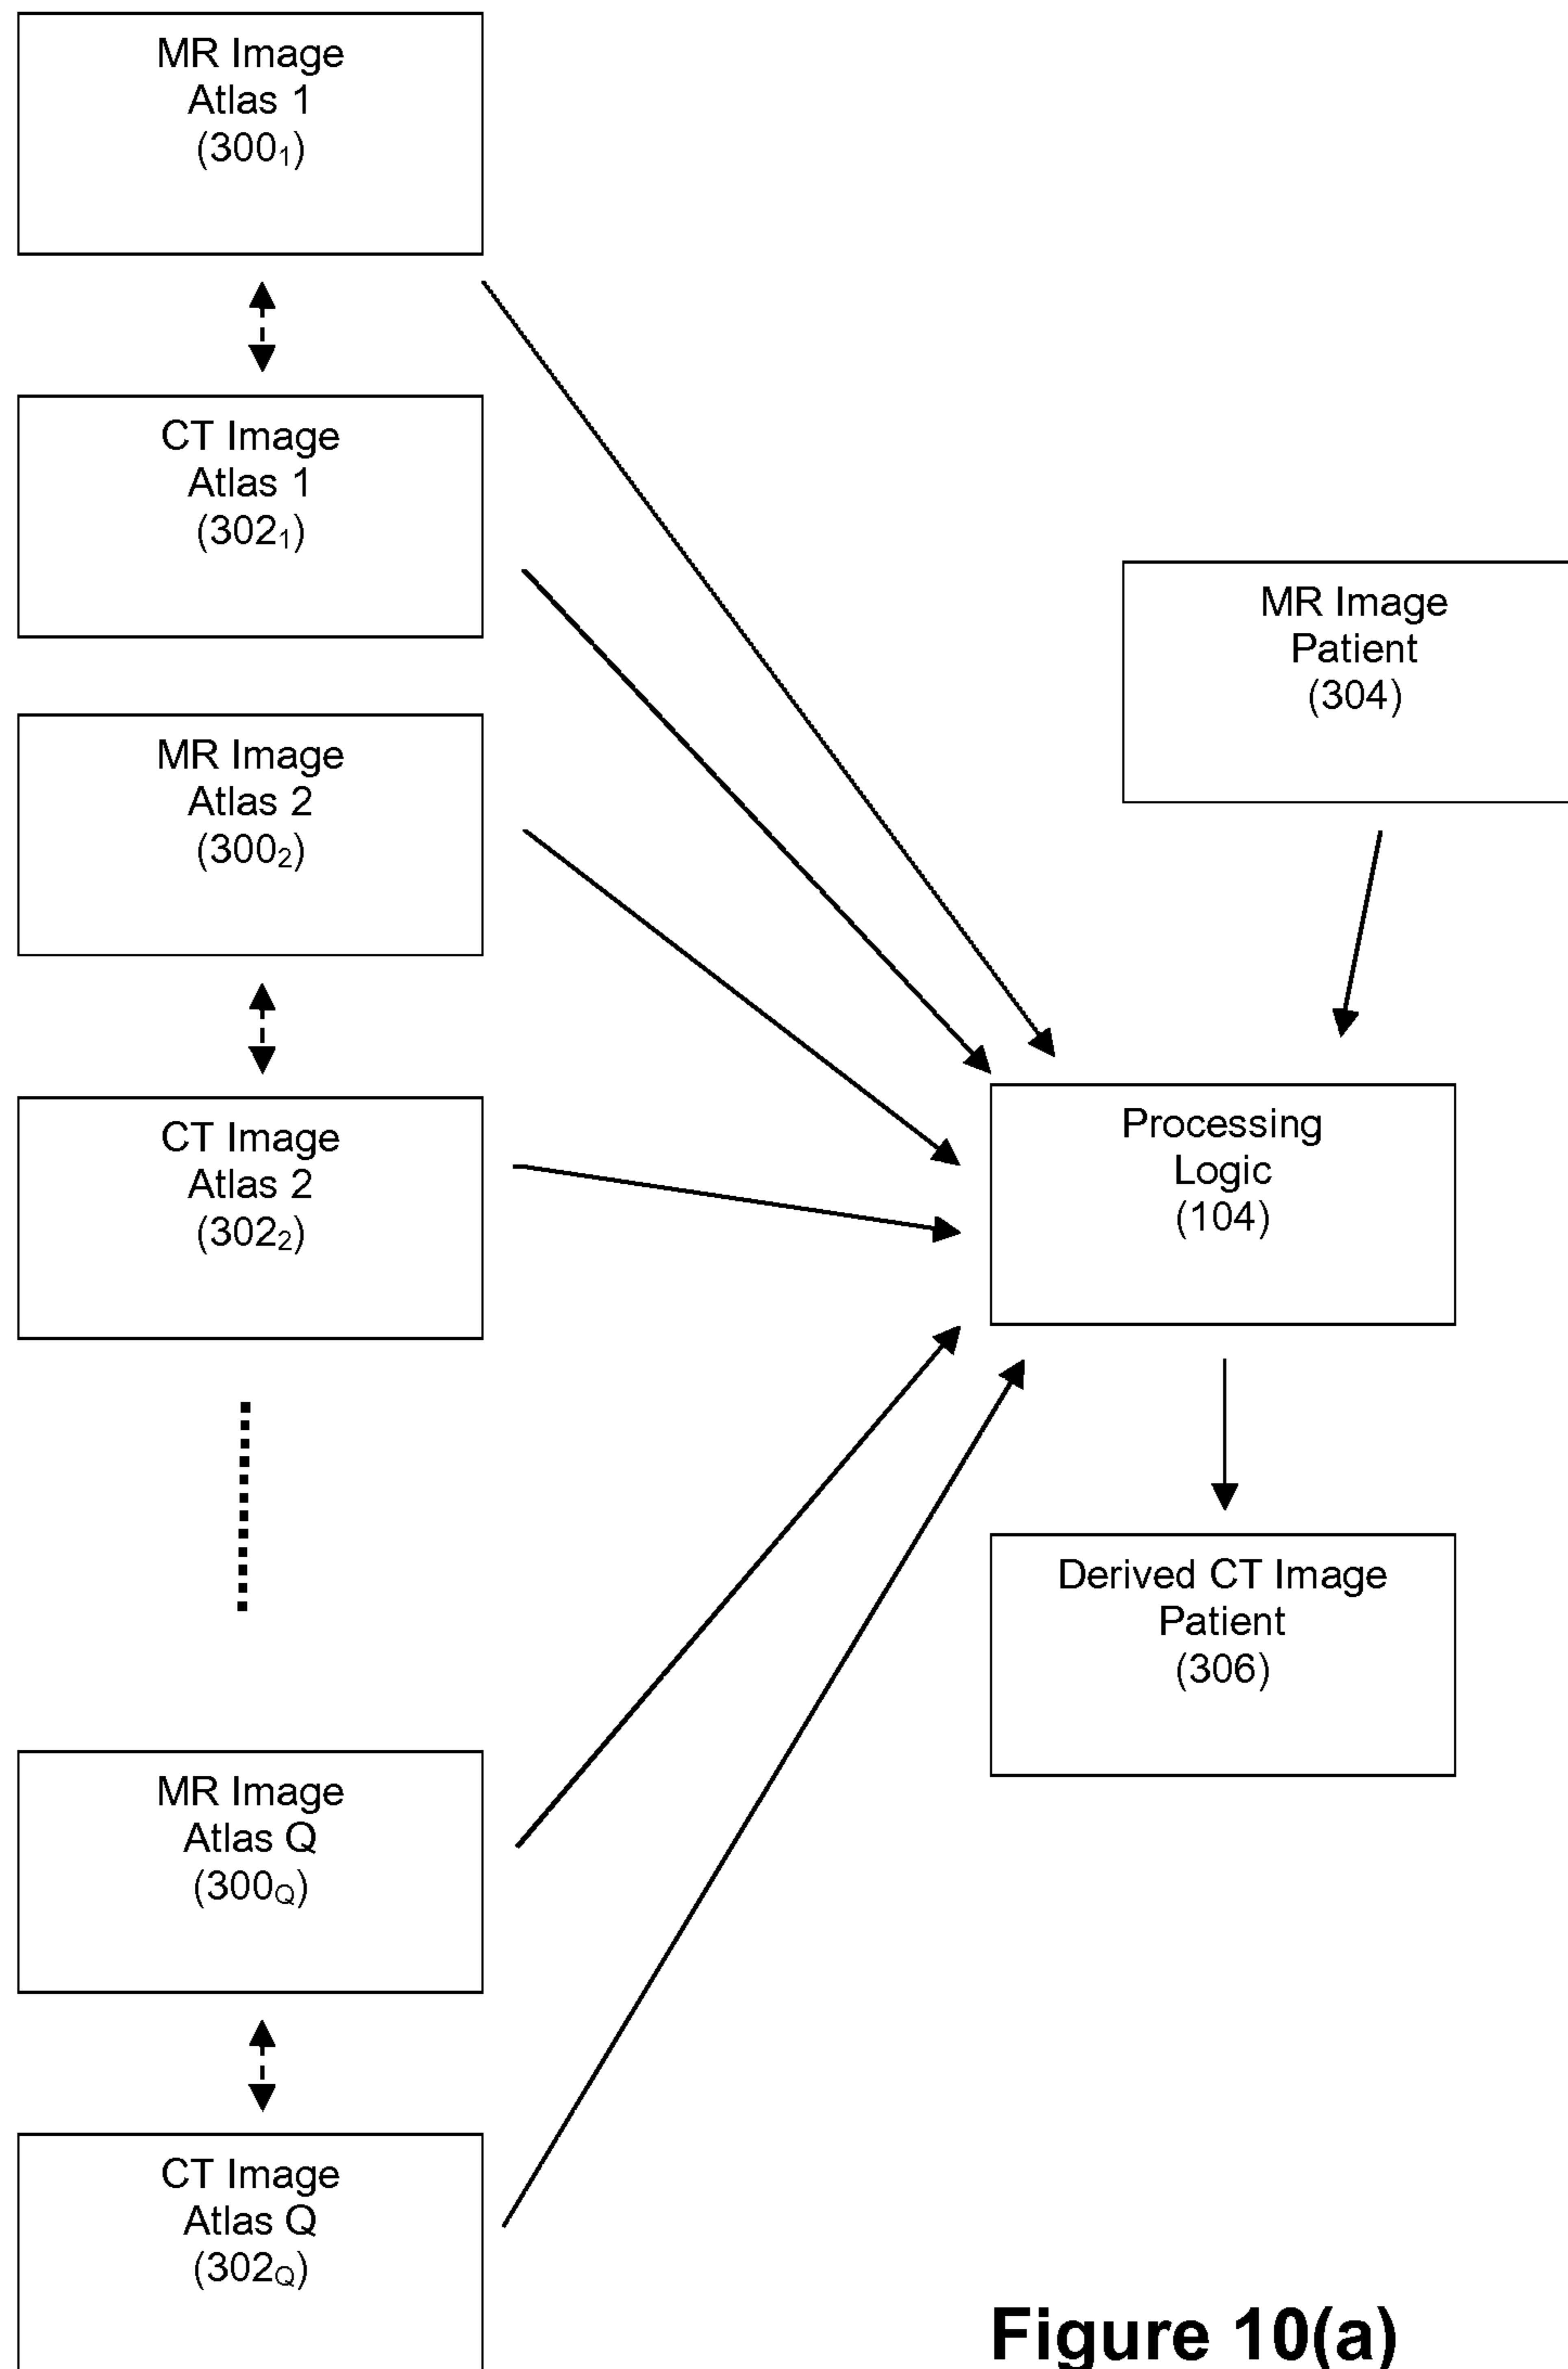 MR Image
Atlas 1
(300₁)
CT Image
Atlas 1
(302₁)
MR Image
Atlas 2
(300₂)
CT Image
Atlas 2
(302₂)
MR Image
Atlas Q
(300Q)
CT Image
Atlas Q
(302Q)
MR Image
Patient
(304)
Processing
Logic
(104)
Derived CT Image
Patient
(306)
Figure 10(a)